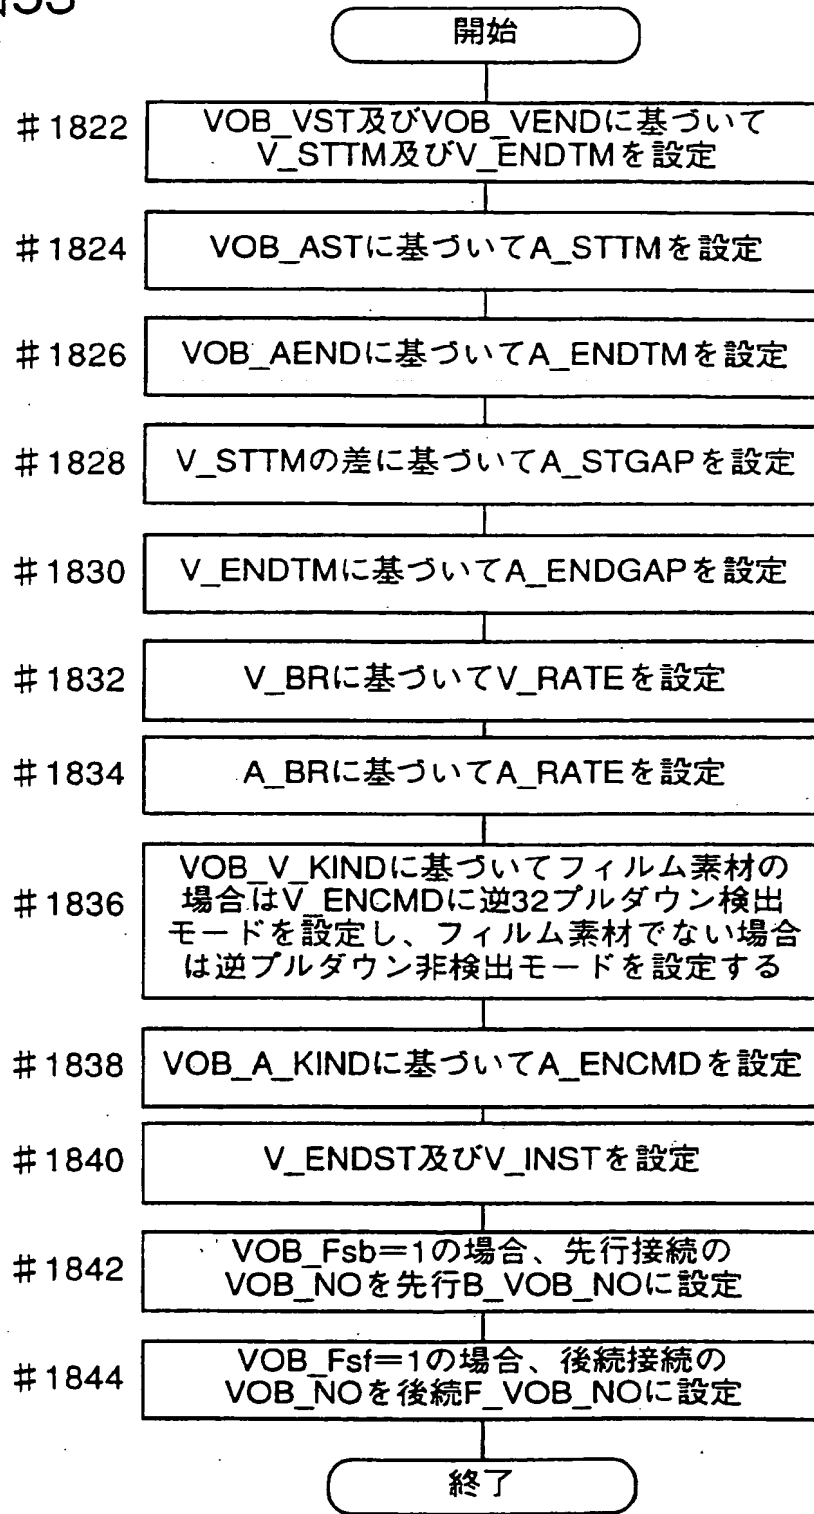 図53
開始
#1822
VOB_VST及びVOB_VENDに基づいて
V_STTM及びV_ENDTMを設定
#1824
VOB_ASTに基づいてA_STTMを設定
#1826
VOB_AENDに基づいてA_ENDTMを設定
#1828
V_STTMの差に基づいてA_STGAPを設定
#1830
V_ENDTMに基づいてA_ENDGAPを設定
#1832
V_BRに基づいてV_RATEを設定
#1834
A_BRに基づいてA_RATEを設定
#1836
VOB_V_KINDに基づいてフィルム素材の
場合はV_ENCMDに逆32プルダウン検出
モードを設定し、フィルム素材でない場合
は逆プルダウン非検出モードを設定する
#1838
VOB_A_KINDに基づいてA_ENCMDを設定
#1840
V_ENDST及びV_INSTを設定
#1842
VOB_Fsb=1の場合、先行接続の
VOB_NOを先行B_VOB_NOに設定
#1844
VOB_Fsf=1の場合、後続接続の
VOB_NOを後続F_VOB_NOに設定
終了